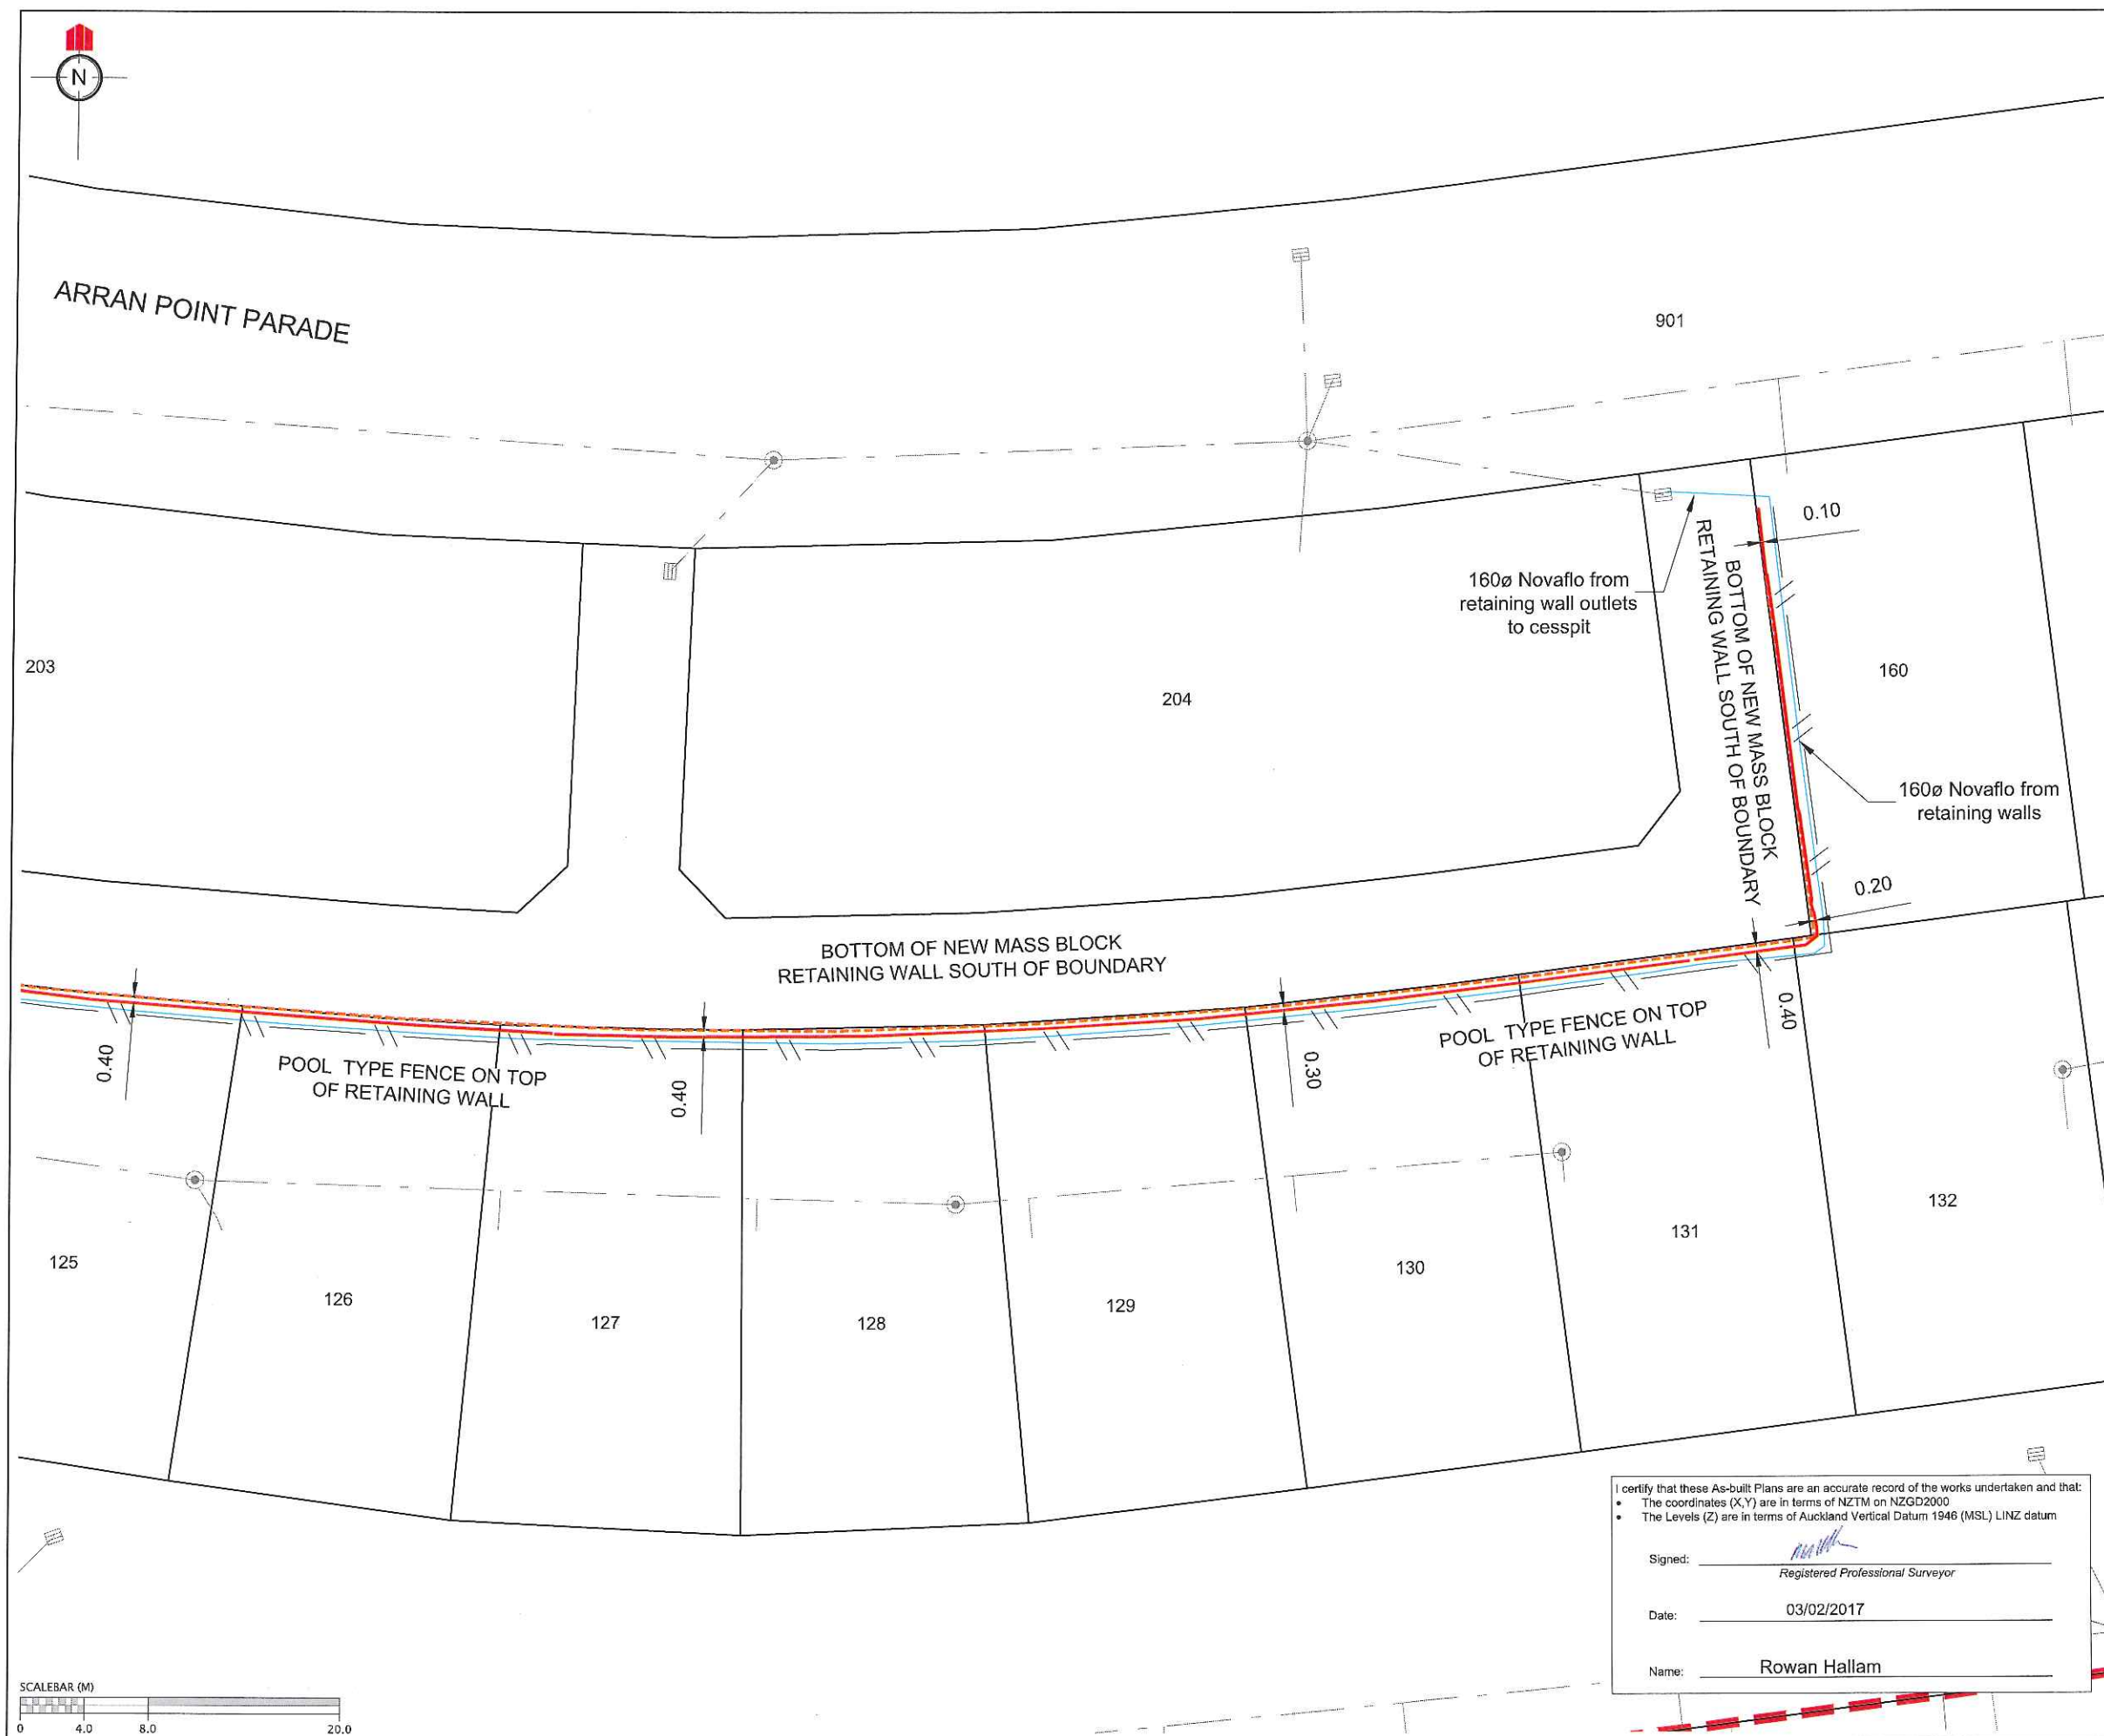 N
ARRAN POINT PARADE
901
0.10
160ø Novaflo from
retaining wall outlets
to cesspit
BOTTOM OF NEW MASS BLOCK
RETAINING WALL SOUTH OF BOUNDARY
203
204
160
160ø Novaflo from
retaining walls
0.20
BOTTOM OF NEW MASS BLOCK
RETAINING WALL SOUTH OF BOUNDARY
0.40
POOL TYPE FENCE ON TOP
OF RETAINING WALL
0.40
0.30
POOL TYPE FENCE ON TOP
OF RETAINING WALL
0.40
125
126
127
128
129
130
131
132
I certify that these As-built Plans are an accurate record of the works undertaken and that:
• The coordinates (X,Y) are in terms of NZTM on NZGD2000
• The Levels (Z) are in terms of Auckland Vertical Datum 1946 (MSL) LINZ datum
Signed:
Registered Professional Surveyor
Date: 03/02/2017
Name: Rowan Hallam
SCALEBAR (M)
0 4.0 8.0 20.0